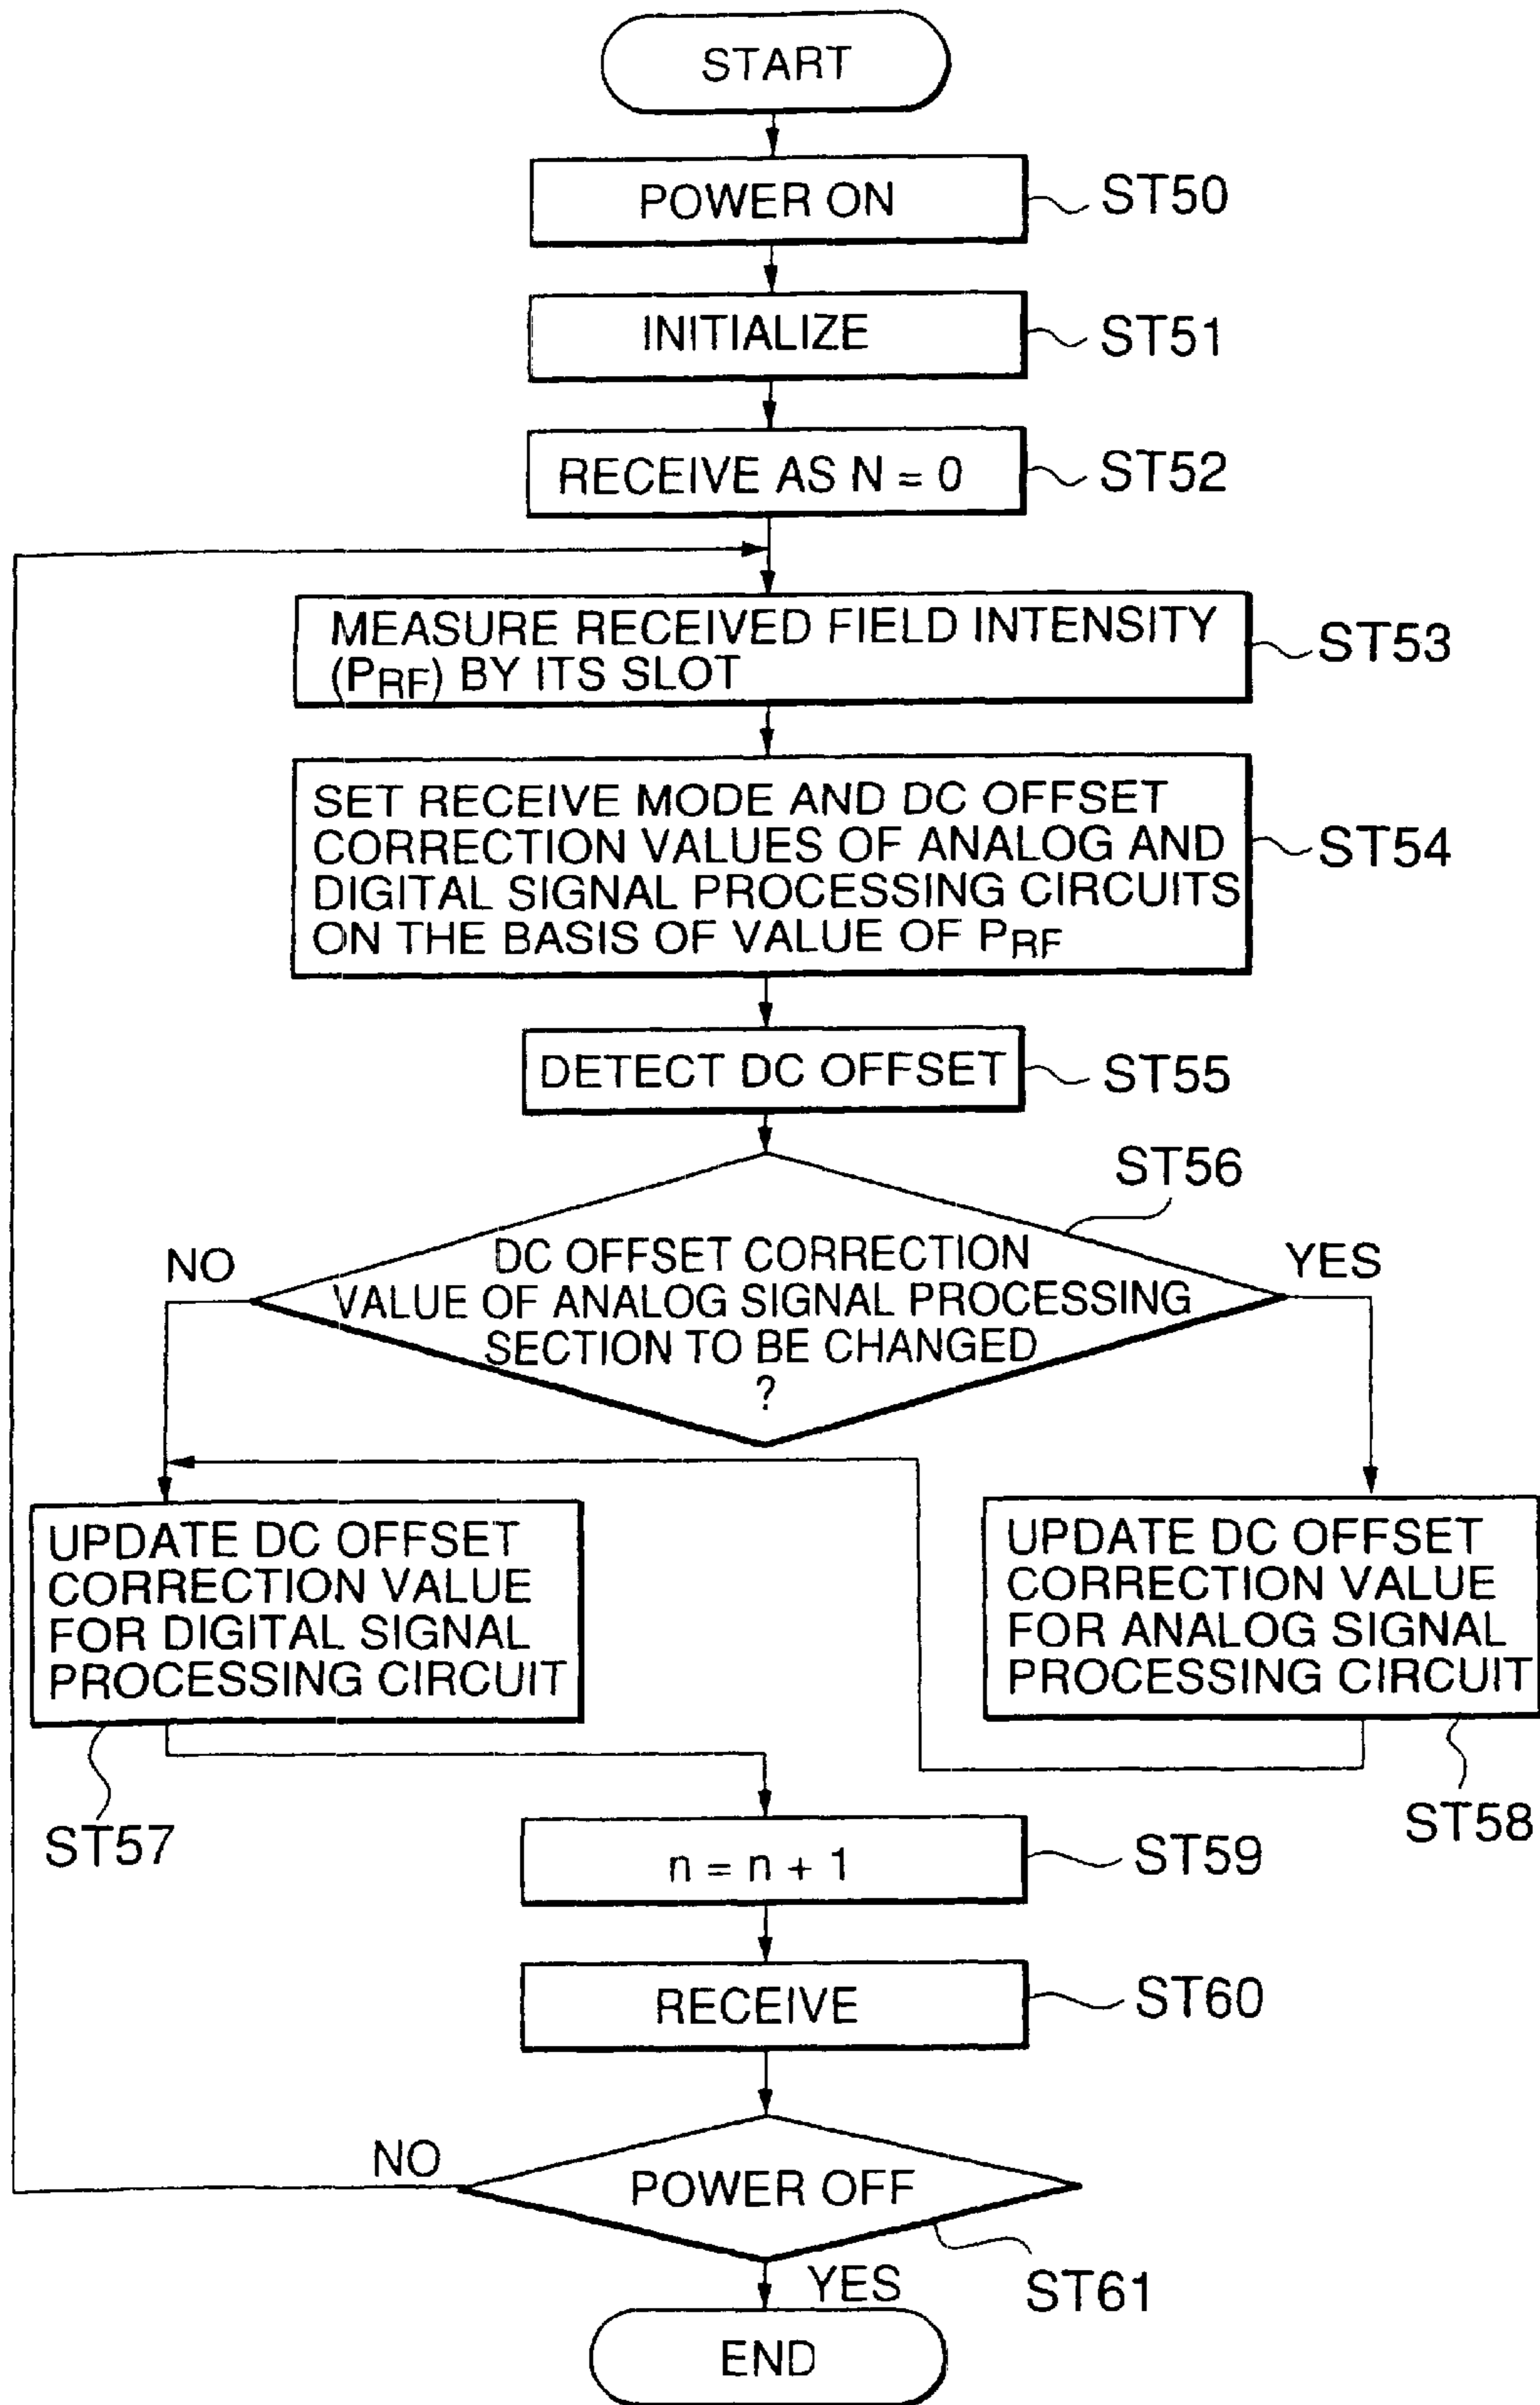 START
POWER ON
ST50
INITIALIZE
ST51
RECEIVE AS N = 0
ST52
MEASURE RECEIVED FIELD INTENSITY
(PRF) BY ITS SLOT
ST53
SET RECEIVE MODE AND DC OFFSET
CORRECTION VALUES OF ANALOG AND
DIGITAL SIGNAL PROCESSING CIRCUITS
ON THE BASIS OF VALUE OF PRF
ST54
DETECT DC OFFSET
ST55
ST56
NO
DC OFFSET CORRECTION
VALUE OF ANALOG SIGNAL PROCESSING
SECTION TO BE CHANGED
?
YES
UPDATE DC OFFSET
CORRECTION VALUE
FOR DIGITAL SIGNAL
PROCESSING CIRCUIT
ST57
UPDATE DC OFFSET
CORRECTION VALUE
FOR ANALOG SIGNAL
PROCESSING CIRCUIT
ST58
n = n + 1
ST59
RECEIVE
ST60
NO
POWER OFF
ST61
YES
END